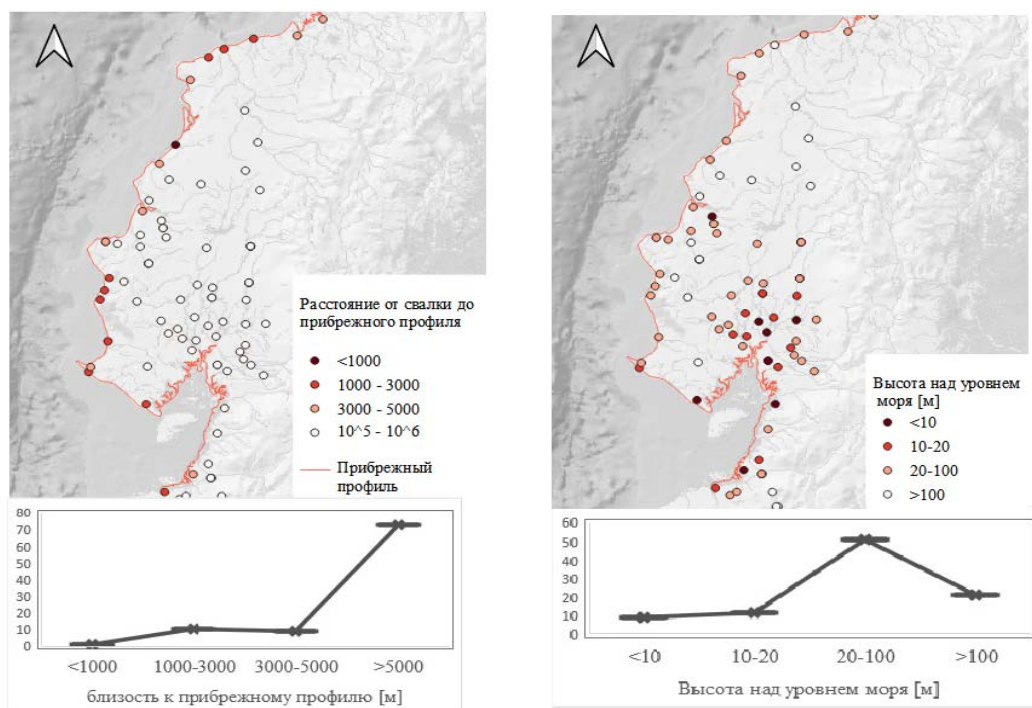 Расстояние от свалки до
прибрежного профиля
<1000
1000 - 3000
3000 - 5000
10^5 - 10^6
Прибрежный
профиль
80
70
60
50
40
30
20
10
0
<1000
1000-3000
3000-5000
>5000
близость к прибрежному профилю [м]
Высота над уровнем
моря [м]
<10
10-20
20-100
>100
60
50
40
30
20
10
0
<10
10-20
20-100
>100
Высота над уровнем моря [м]